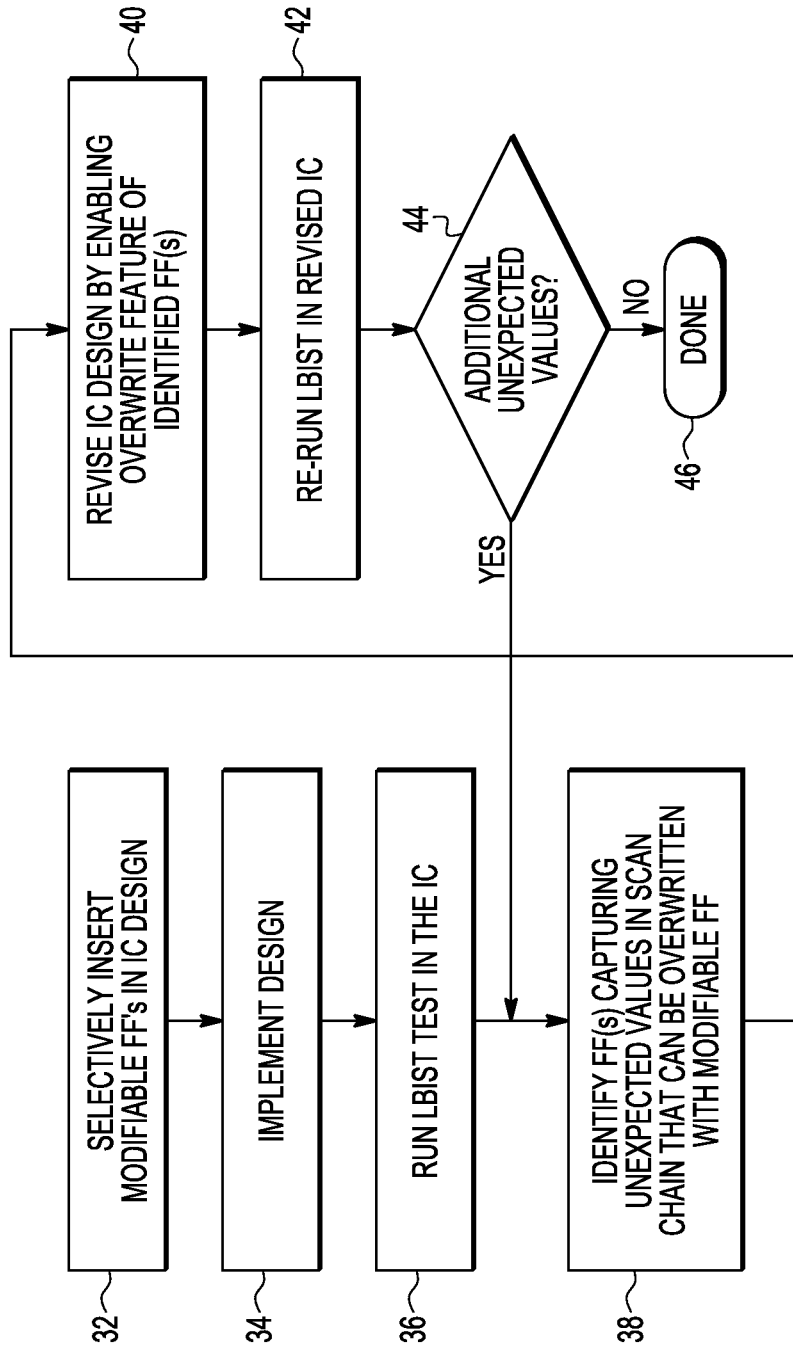 SELECTIVELY INSERT
MODIFIABLE FF's IN IC DESIGN
32
IMPLEMENT DESIGN
34
RUN LBIST TEST IN THE IC
36
IDENTIFY FF(s) CAPTURING
UNEXPECTED VALUES IN SCAN
CHAIN THAT CAN BE OVERWRITTEN
WITH MODIFIABLE FF
38
REVISE IC DESIGN BY ENABLING
OVERWRITE FEATURE OF
IDENTIFIED FF(s)
40
RE-RUN LBIST IN REVISED IC
42
ADDITIONAL
UNEXPECTED
VALUES?
44
YES
NO
DONE
46